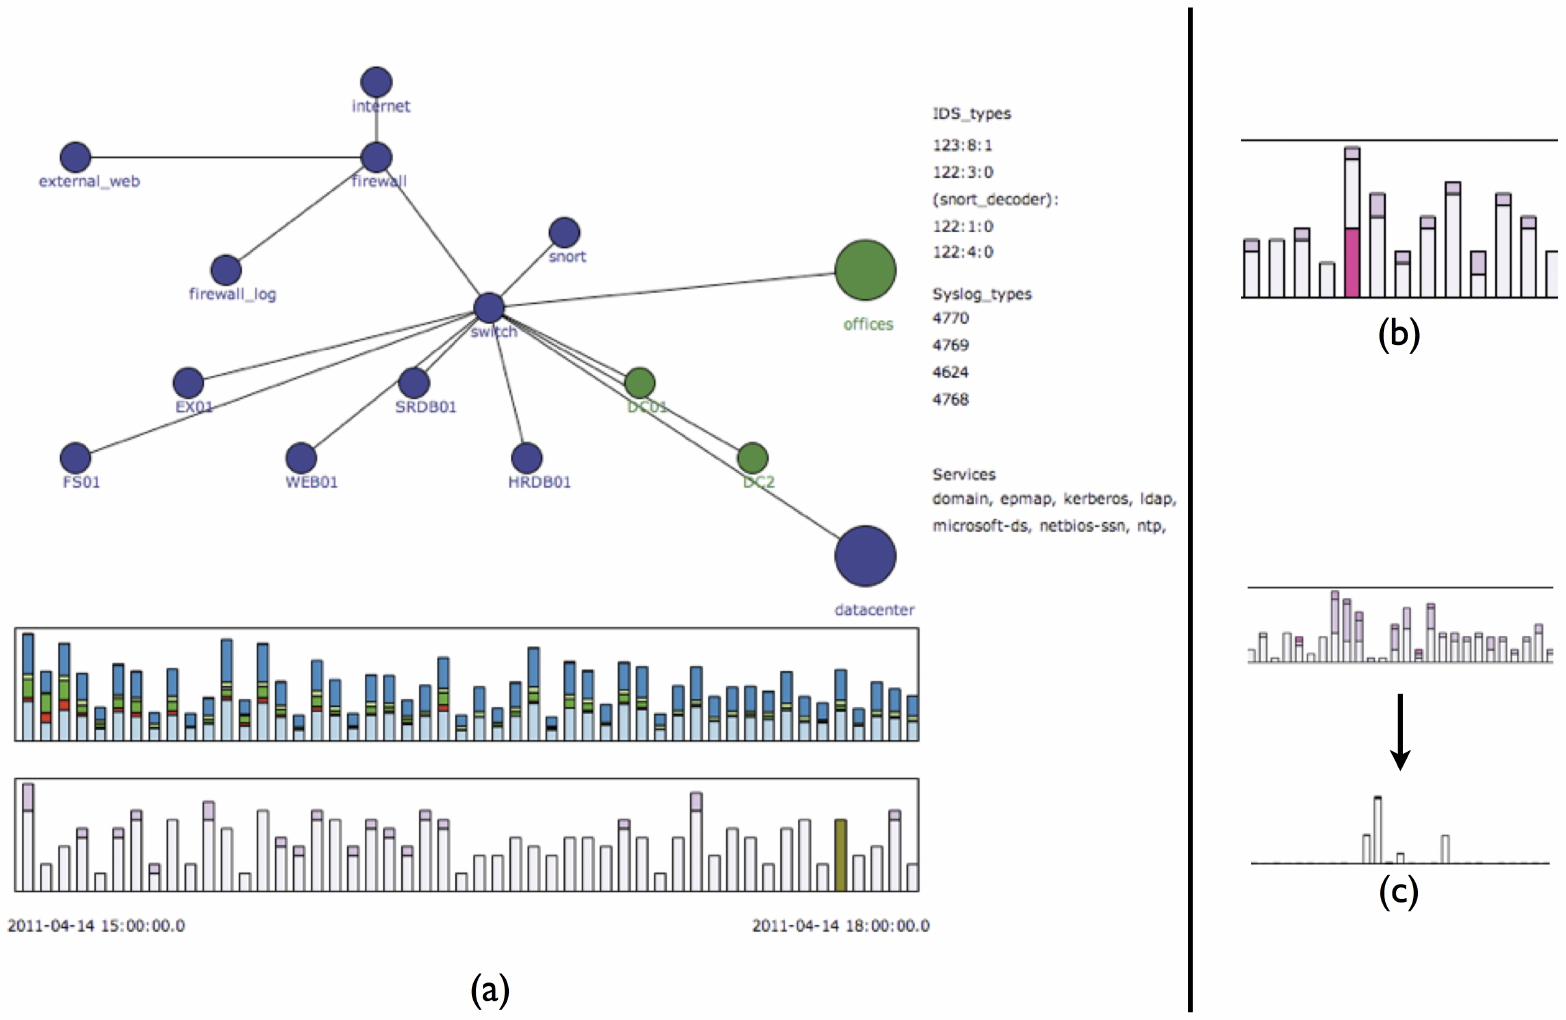 internet
external_web
firewall
snort
firewall_log
switch
offices
EX01
SRDB01
DC01
FS01
WEB01
HRDB01
DC2
datacenter
IDS_types
123:8:1
122:3:0
(snort_decoder):
122:1:0
122:4:0
Syslog_types
4770
4769
4624
4768
Services
domain, epmap, kerberos, ldap,
microsoft-ds, netbios-ssn, ntp,
2011-04-14 15:00:00.0
2011-04-14 18:00:00.0
(a)
(b)
(c)